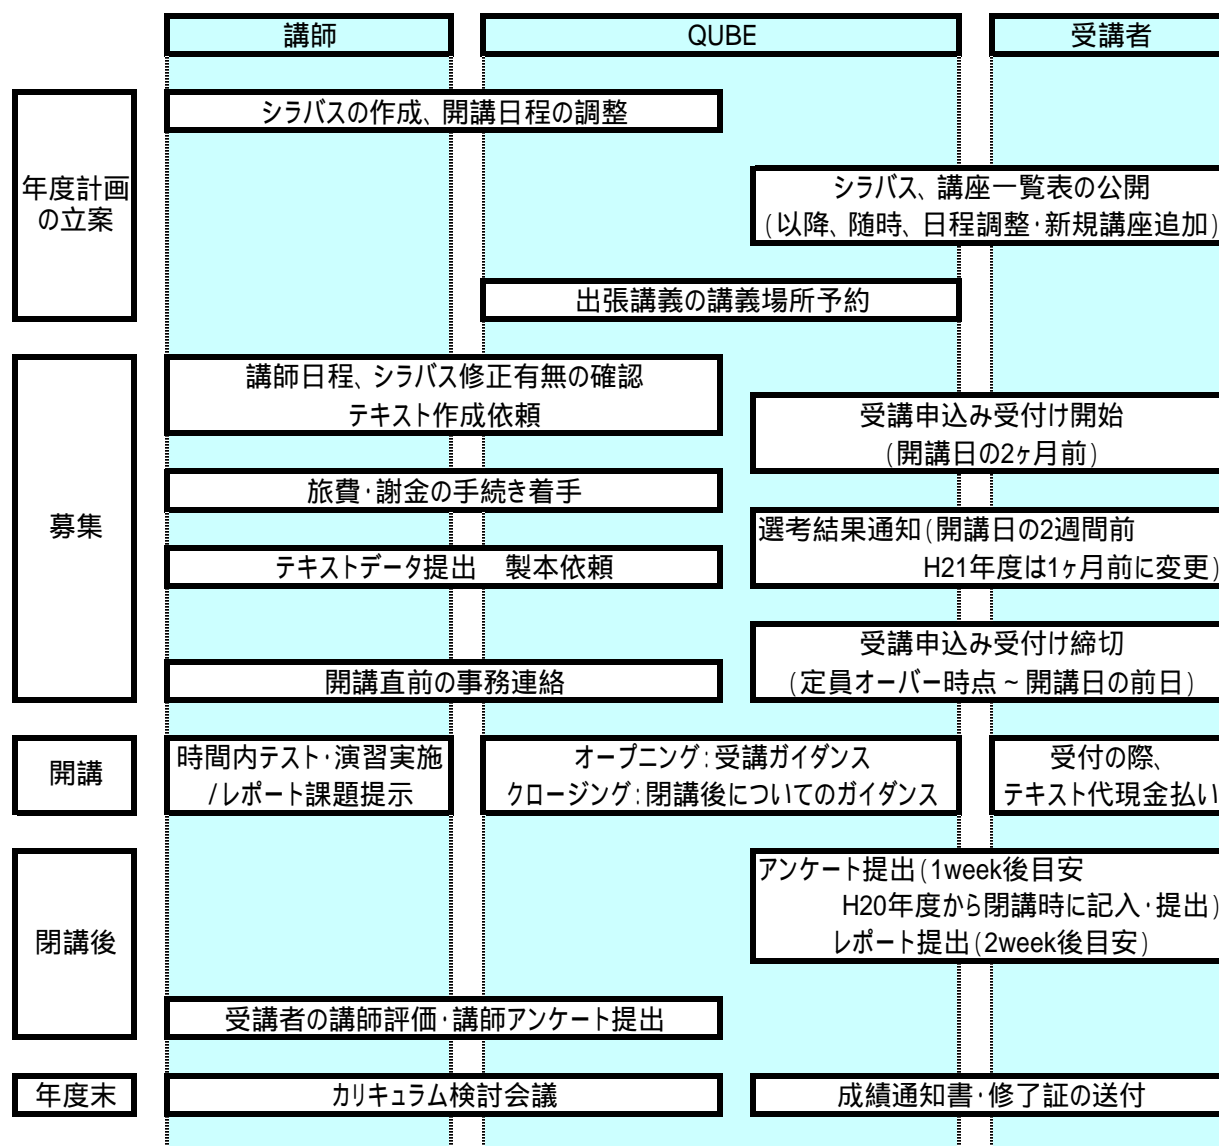 講師
QUBE
受講者
年度計画
の立案
シラバスの作成、開講日程の調整
シラバス、講座一覧表の公開
(以降、随時、日程調整・新規講座追加)
出張講義の講義場所予約
募集
講師日程、シラバス修正有無の確認
テキスト作成依頼
受講申込み受付け開始
(開講日の2ヶ月前)
旅費・謝金の手続き着手
選考結果通知(開講日の2週間前
H21年度は1ヶ月前に変更)
テキストデータ提出　製本依頼
受講申込み受付け締切
(定員オーバー時点~開講日の前日)
開講直前の事務連絡
開講
時間内テスト・演習実施
/レポート課題提示
オープニング:受講ガイダンス
クロージング:閉講後についてのガイダンス
受付の際、
テキスト代現金払い
閉講後
アンケート提出(1week後目安
H20年度から閉講時に記入・提出)
レポート提出(2week後目安)
受講者の講師評価・講師アンケート提出
年度末
カリキュラム検討会議
成績通知書・修了証の送付